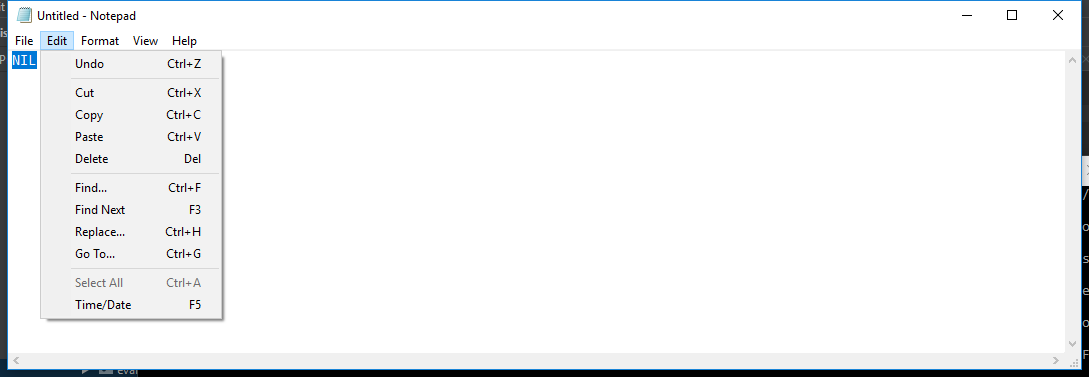 Untitled - Notepad
File Edit Format View Help
NIL
Undo Ctrl+Z
Cut Ctrl+X
Copy Ctrl+C
Paste Ctrl+V
Delete Del
Find... Ctrl+F
Find Next F3
Replace... Ctrl+H
Go To... Ctrl+G
Select All Ctrl+A
Time/Date F5
eval